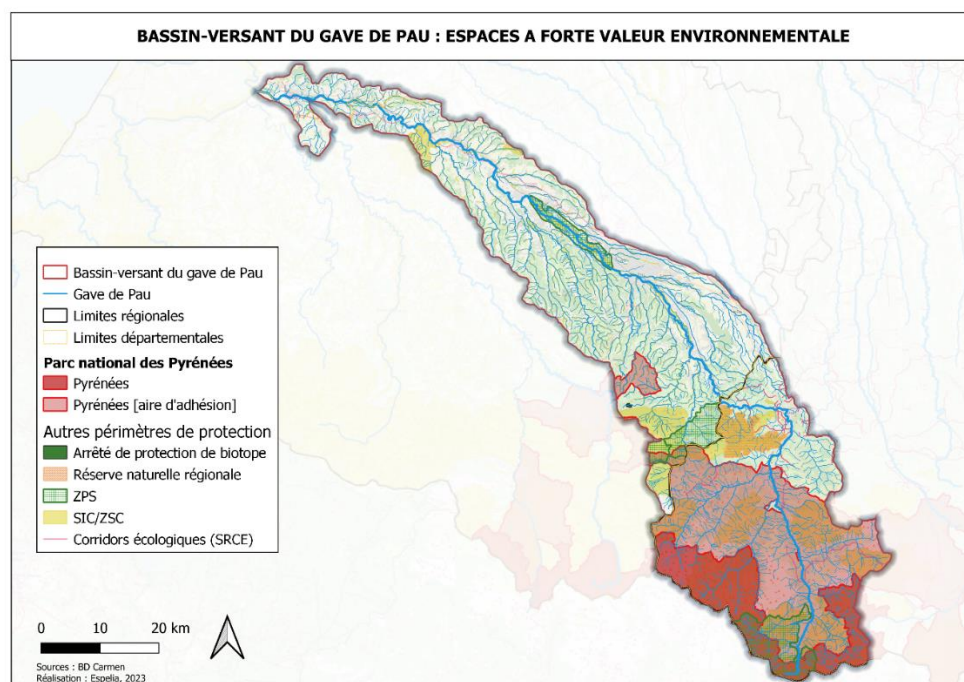 BASSIN-VERSANT DU GAVE DE PAU : ESPACES A FORTE VALEUR ENVIRONNEMENTALE
Bassin-versant du gave de Pau
Gave de Pau
Limites régionales
Limites départementales
Parc national des Pyrénées
Pyrénées
Pyrénées [aire d'adhésion]
Autres périmètres de protection
Arrêté de protection de biotope
Réserve naturelle régionale
ZPS
SIC/ZSC
Corridors écologiques (SRCE)
0 10 20 km
Sources : BD Carmen
Réalisation : Espelia, 2023